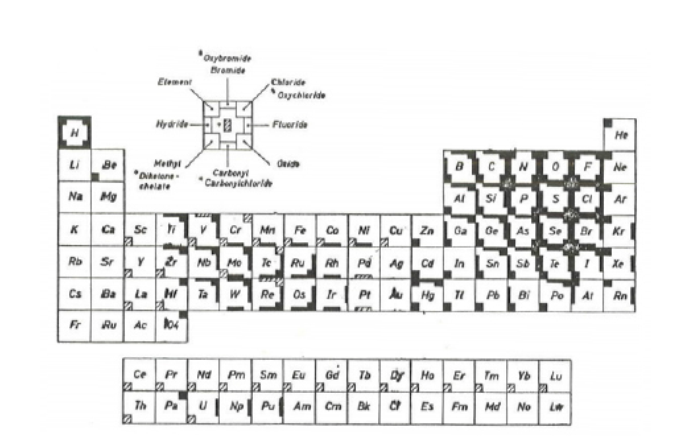 *Oxybromide
Bromide
Element Chloride
*Oxychloride
Hydride Fluoride
Methyl Oxide
*Diketone-
chelate
Carbonyl
*Carbonylchloride
H He
Li Be B C N O F Ne
Na Mg Al Si P S Cl Ar
K Ca Sc Ti V Cr Mn Fe Co Ni Cu Zn Ga Ge As Se Br Kr
Rb Sr Y Zr Nb Mo Tc Ru Rh Pd Ag Cd In Sn Sb Te I Xe
Cs Ba La Hf Ta W Re Os Ir Pt Au Hg Tl Pb Bi Po At Rn
Fr Ru Ac 104
Ce Pr Nd Pm Sm Eu Gd Tb Dy Ho Er Tm Yb Lu
Th Pa U Np Pu Am Cm Bk Cf Es Fm Md No Lw